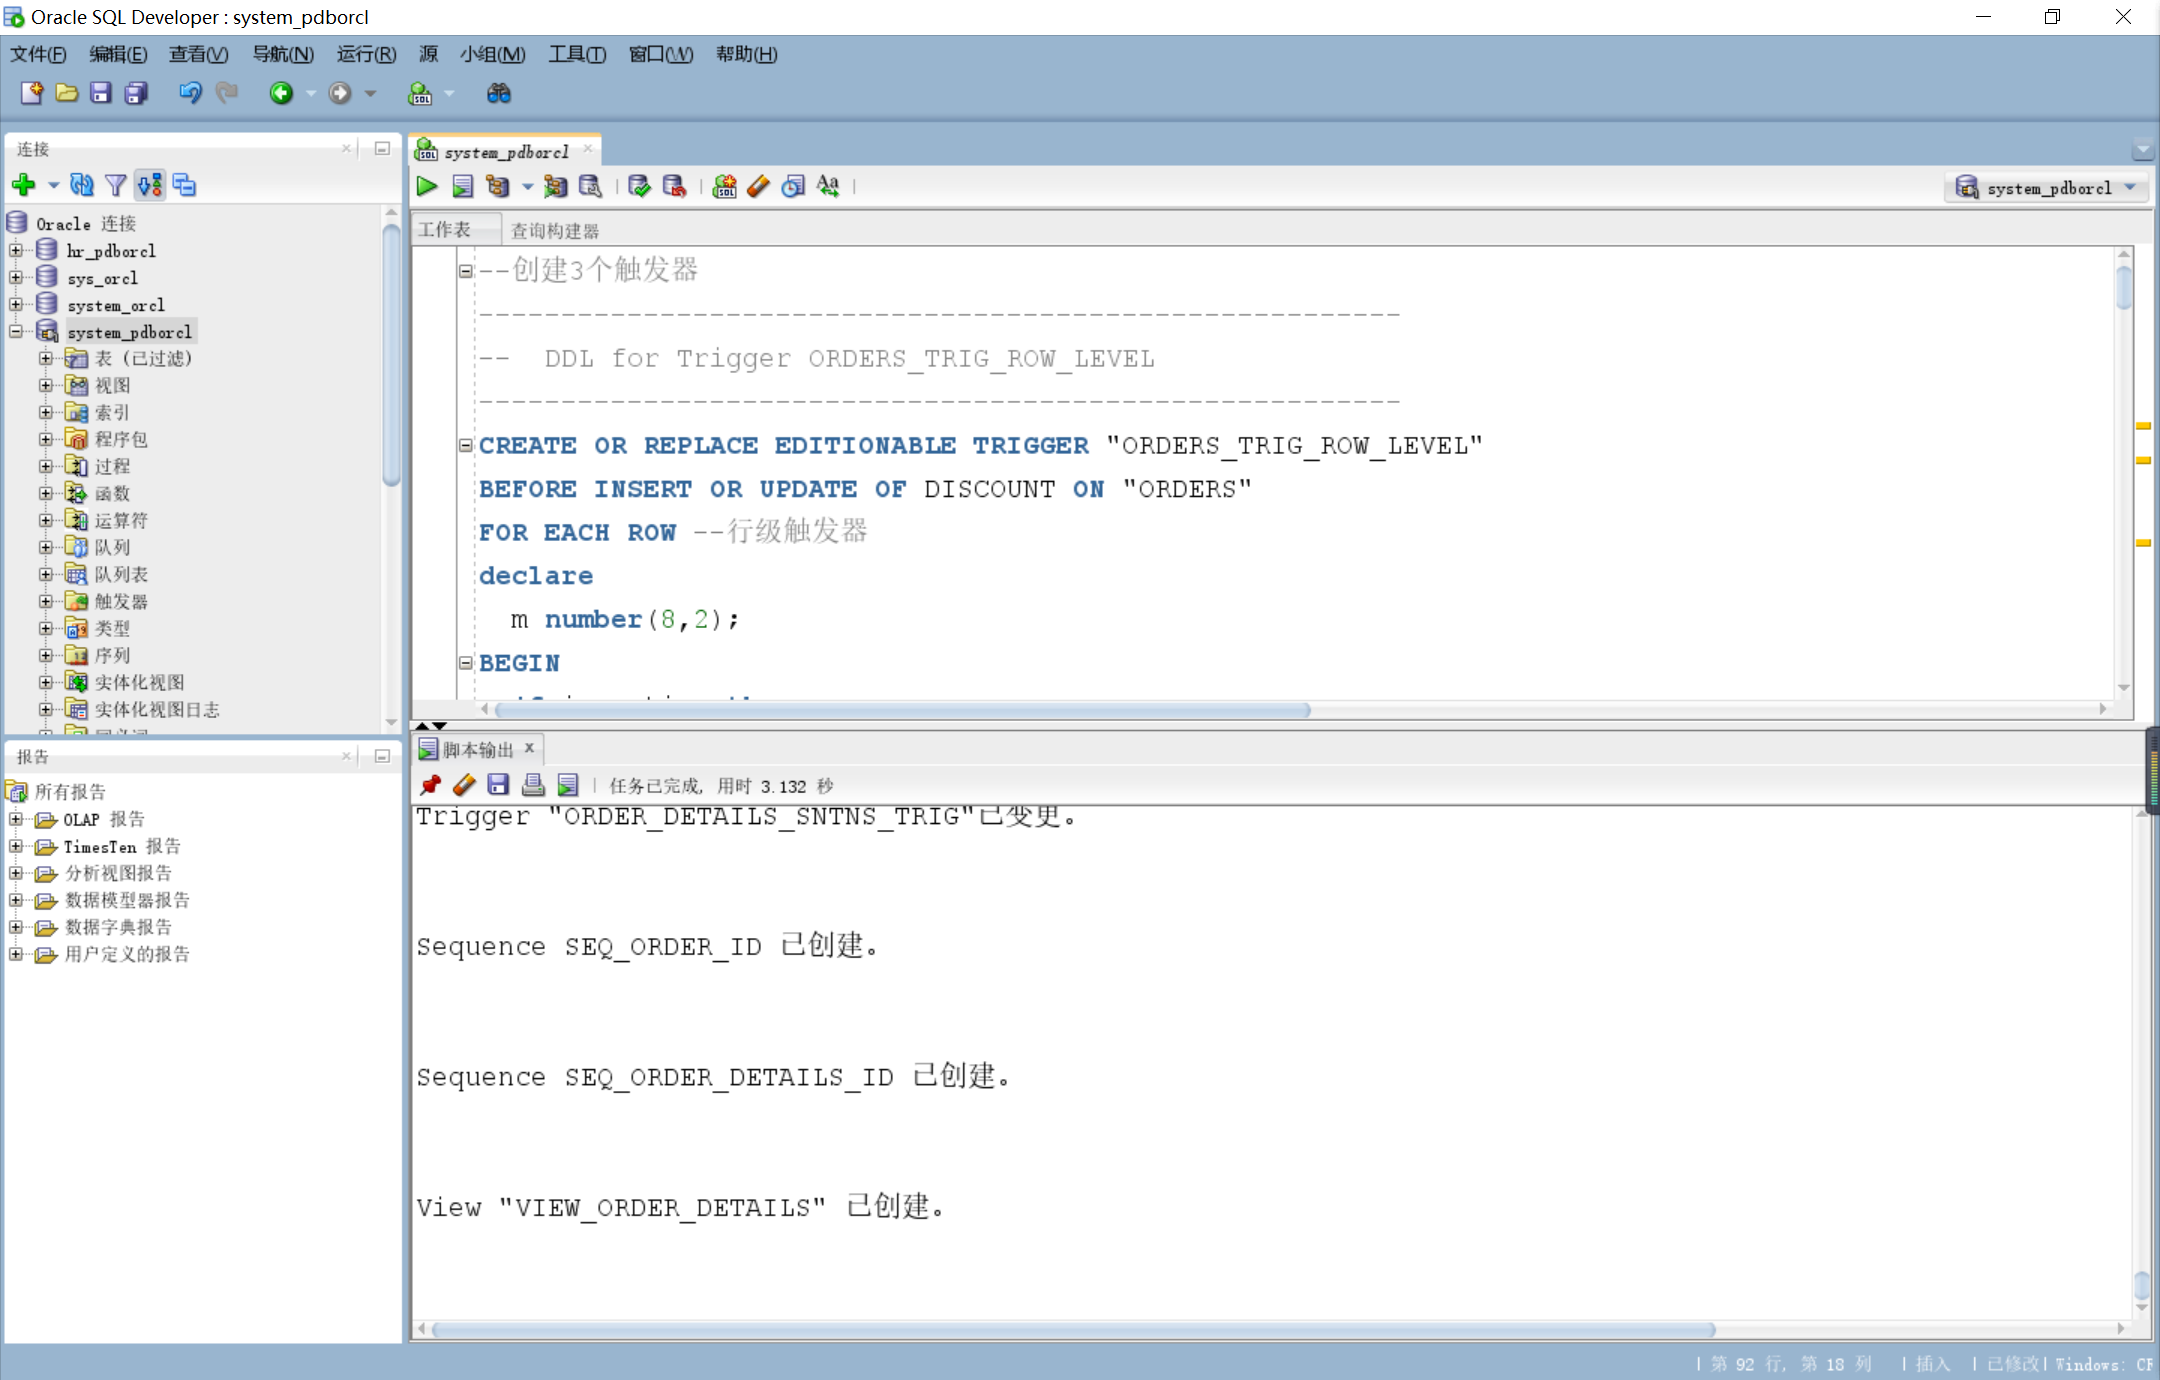 Oracle SQL Developer : system_pdborcl
文件(F) 编辑(E) 查看(V) 导航(N) 运行(R) 源 小组(M) 工具(T) 窗口(W) 帮助(H)
连接
Oracle 连接
hr_pdborcl
sys_orcl
system_orcl
system_pdborcl
表 (已过滤)
视图
索引
程序包
过程
函数
运算符
队列
队列表
触发器
类型
序列
实体化视图
实体化视图日志
报告
所有报告
OLAP 报告
TimesTen 报告
分析视图报告
数据模型器报告
数据字典报告
用户定义的报告
system_pdborcl
system_pdborcl
工作表 查询构建器
--创建3个触发器
--------------------------------------------------------
--  DDL for Trigger ORDERS_TRIG_ROW_LEVEL
--------------------------------------------------------
CREATE OR REPLACE EDITIONABLE TRIGGER "ORDERS_TRIG_ROW_LEVEL"
BEFORE INSERT OR UPDATE OF DISCOUNT ON "ORDERS"
FOR EACH ROW --行级触发器
declare
  m number(8,2);
BEGIN
脚本输出
任务已完成, 用时 3.132 秒
Trigger "ORDER_DETAILS_SNTNS_TRIG"已变更。
Sequence SEQ_ORDER_ID 已创建。
Sequence SEQ_ORDER_DETAILS_ID 已创建。
View "VIEW_ORDER_DETAILS" 已创建。
第 92 行, 第 18 列 | 插入 | 已修改| Windows: CF